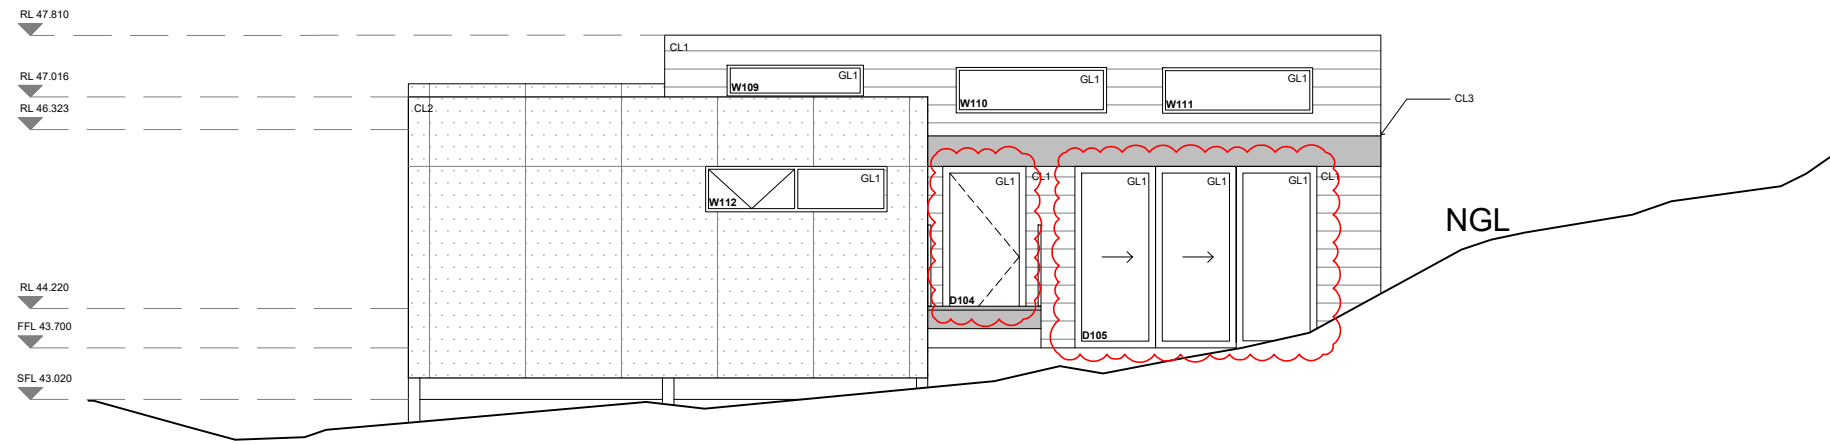 RL 47.810
RL 47.016
RL 46.323
RL 44.220
FFL 43.700
SFL 43.020
CL1
GL1
W109
GL1
W110
GL1
W111
CL3
CL2
GL1
W112
GL1
D104
CL1
GL1
GL1
GL1
D105
CL1
NGL